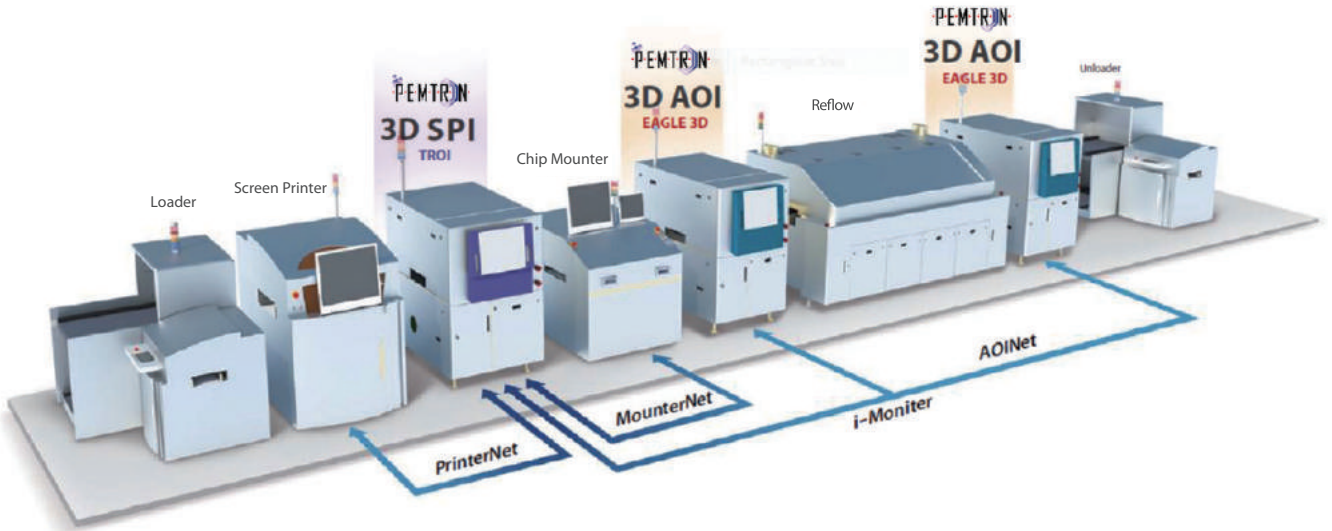 Loader
Screen Printer
PEMTRON
3D SPI
TROI
Chip Mounter
PEMTRON
3D AOI
EAGLE 3D
Reflow
PEMTRON
3D AOI
EAGLE 3D
Unloader
PrinterNet
MounterNet
i-Moniter
AOINet